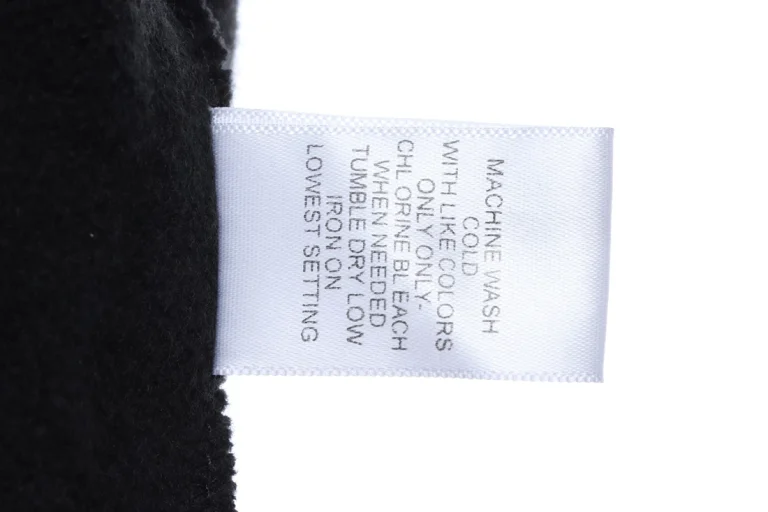 MACHINE WASH
COLD
WITH LIKE COLORS
ONLY ONLY-
CHLORINE BLEACH
WHEN NEEDED
TUMBLE DRY LOW
IRON ON
LOWEST SETTING